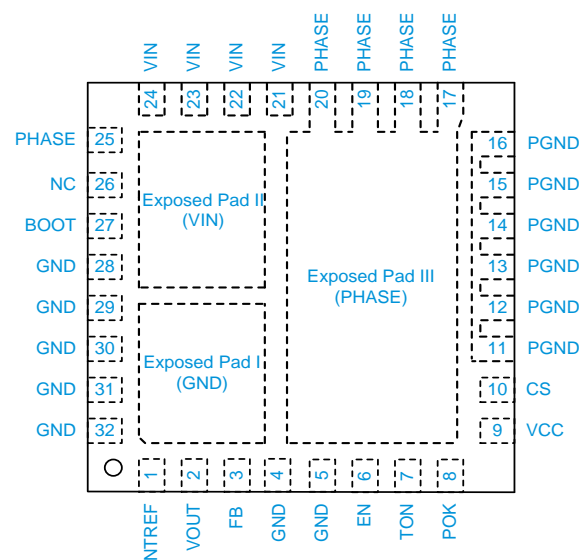 VIN VIN VIN VIN PHASE PHASE PHASE PHASE
24 23 22 21 20 19 18 17
PHASE 25
NC 26
BOOT 27
GND 28
GND 29
GND 30
GND 31
GND 32
Exposed Pad II
(VIN)
Exposed Pad I
(GND)
Exposed Pad III
(PHASE)
16 PGND
15 PGND
14 PGND
13 PGND
12 PGND
11 PGND
10 CS
9 VCC
1 2 3 4 5 6 7 8
NTREF VOUT FB GND GND EN TON POK